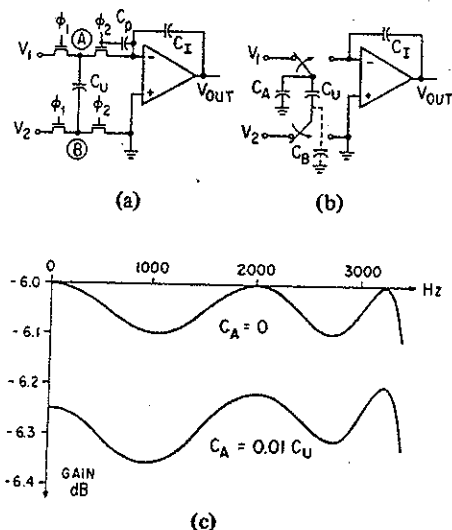 ϕ1 ϕ2 Cp CI
V1 A
CU
VOUT
ϕ1 ϕ2
V2 B
(a)
CI
V1
CA CU
VOUT
V2
CB
(b)
0 1000 2000 3000 Hz
-6.0
-6.1
CA = 0
-6.2
-6.3
CA = 0.01 CU
-6.4
GAIN
dB
(c)